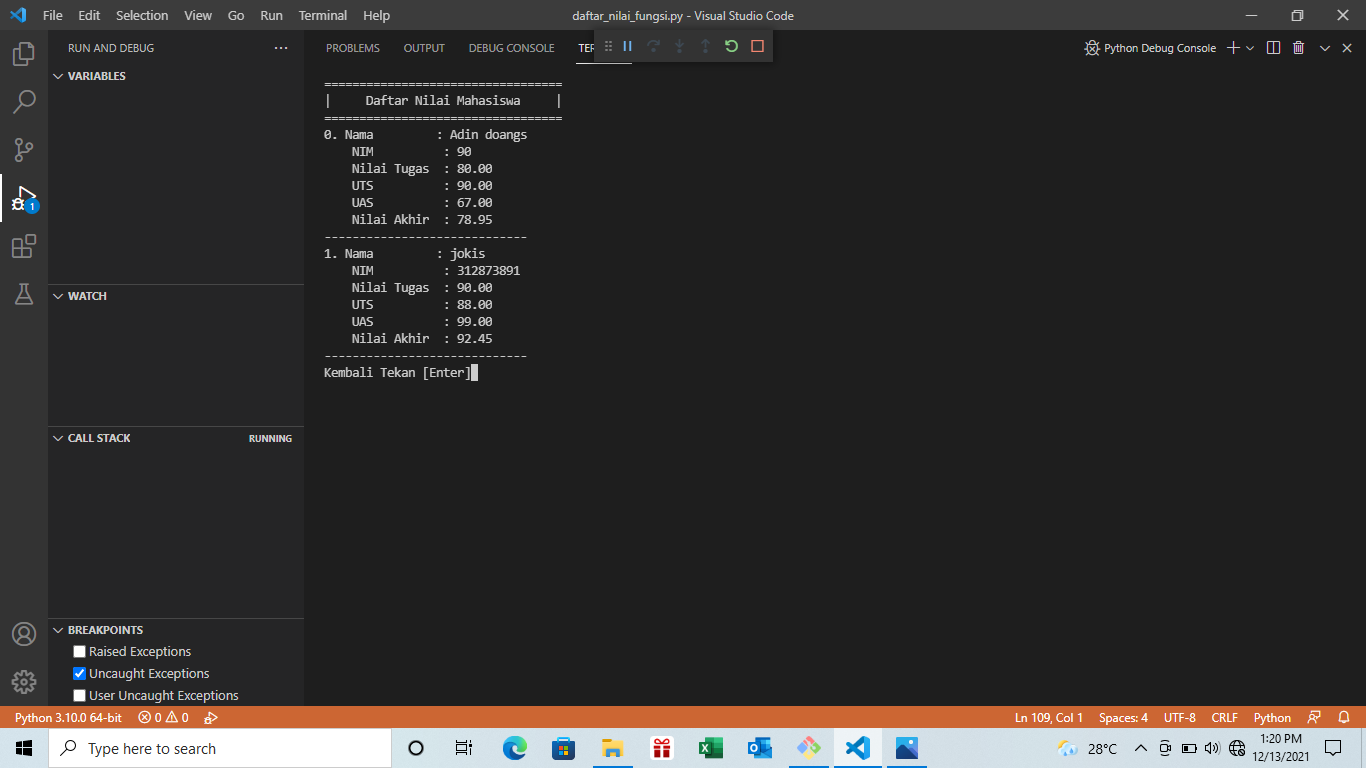 File Edit Selection View Go Run Terminal Help
daftar_nilai_fungsi.py - Visual Studio Code
RUN AND DEBUG
VARIABLES
WATCH
CALL STACK RUNNING
BREAKPOINTS
Raised Exceptions
Uncaught Exceptions
User Uncaught Exceptions
1
PROBLEMS OUTPUT DEBUG CONSOLE TER
Python Debug Console
==================================
|     Daftar Nilai Mahasiswa     |
==================================
0. Nama         : Adin doangs
    NIM          : 90
    Nilai Tugas  : 80.00
    UTS          : 90.00
    UAS          : 67.00
    Nilai Akhir  : 78.95
-----------------------------
1. Nama         : jokis
    NIM          : 312873891
    Nilai Tugas  : 90.00
    UTS          : 88.00
    UAS          : 99.00
    Nilai Akhir  : 92.45
-----------------------------
Kembali Tekan [Enter]
Python 3.10.0 64-bit 0 0
Ln 109, Col 1 Spaces: 4 UTF-8 CRLF Python
Type here to search
28°C
1:20 PM
12/13/2021